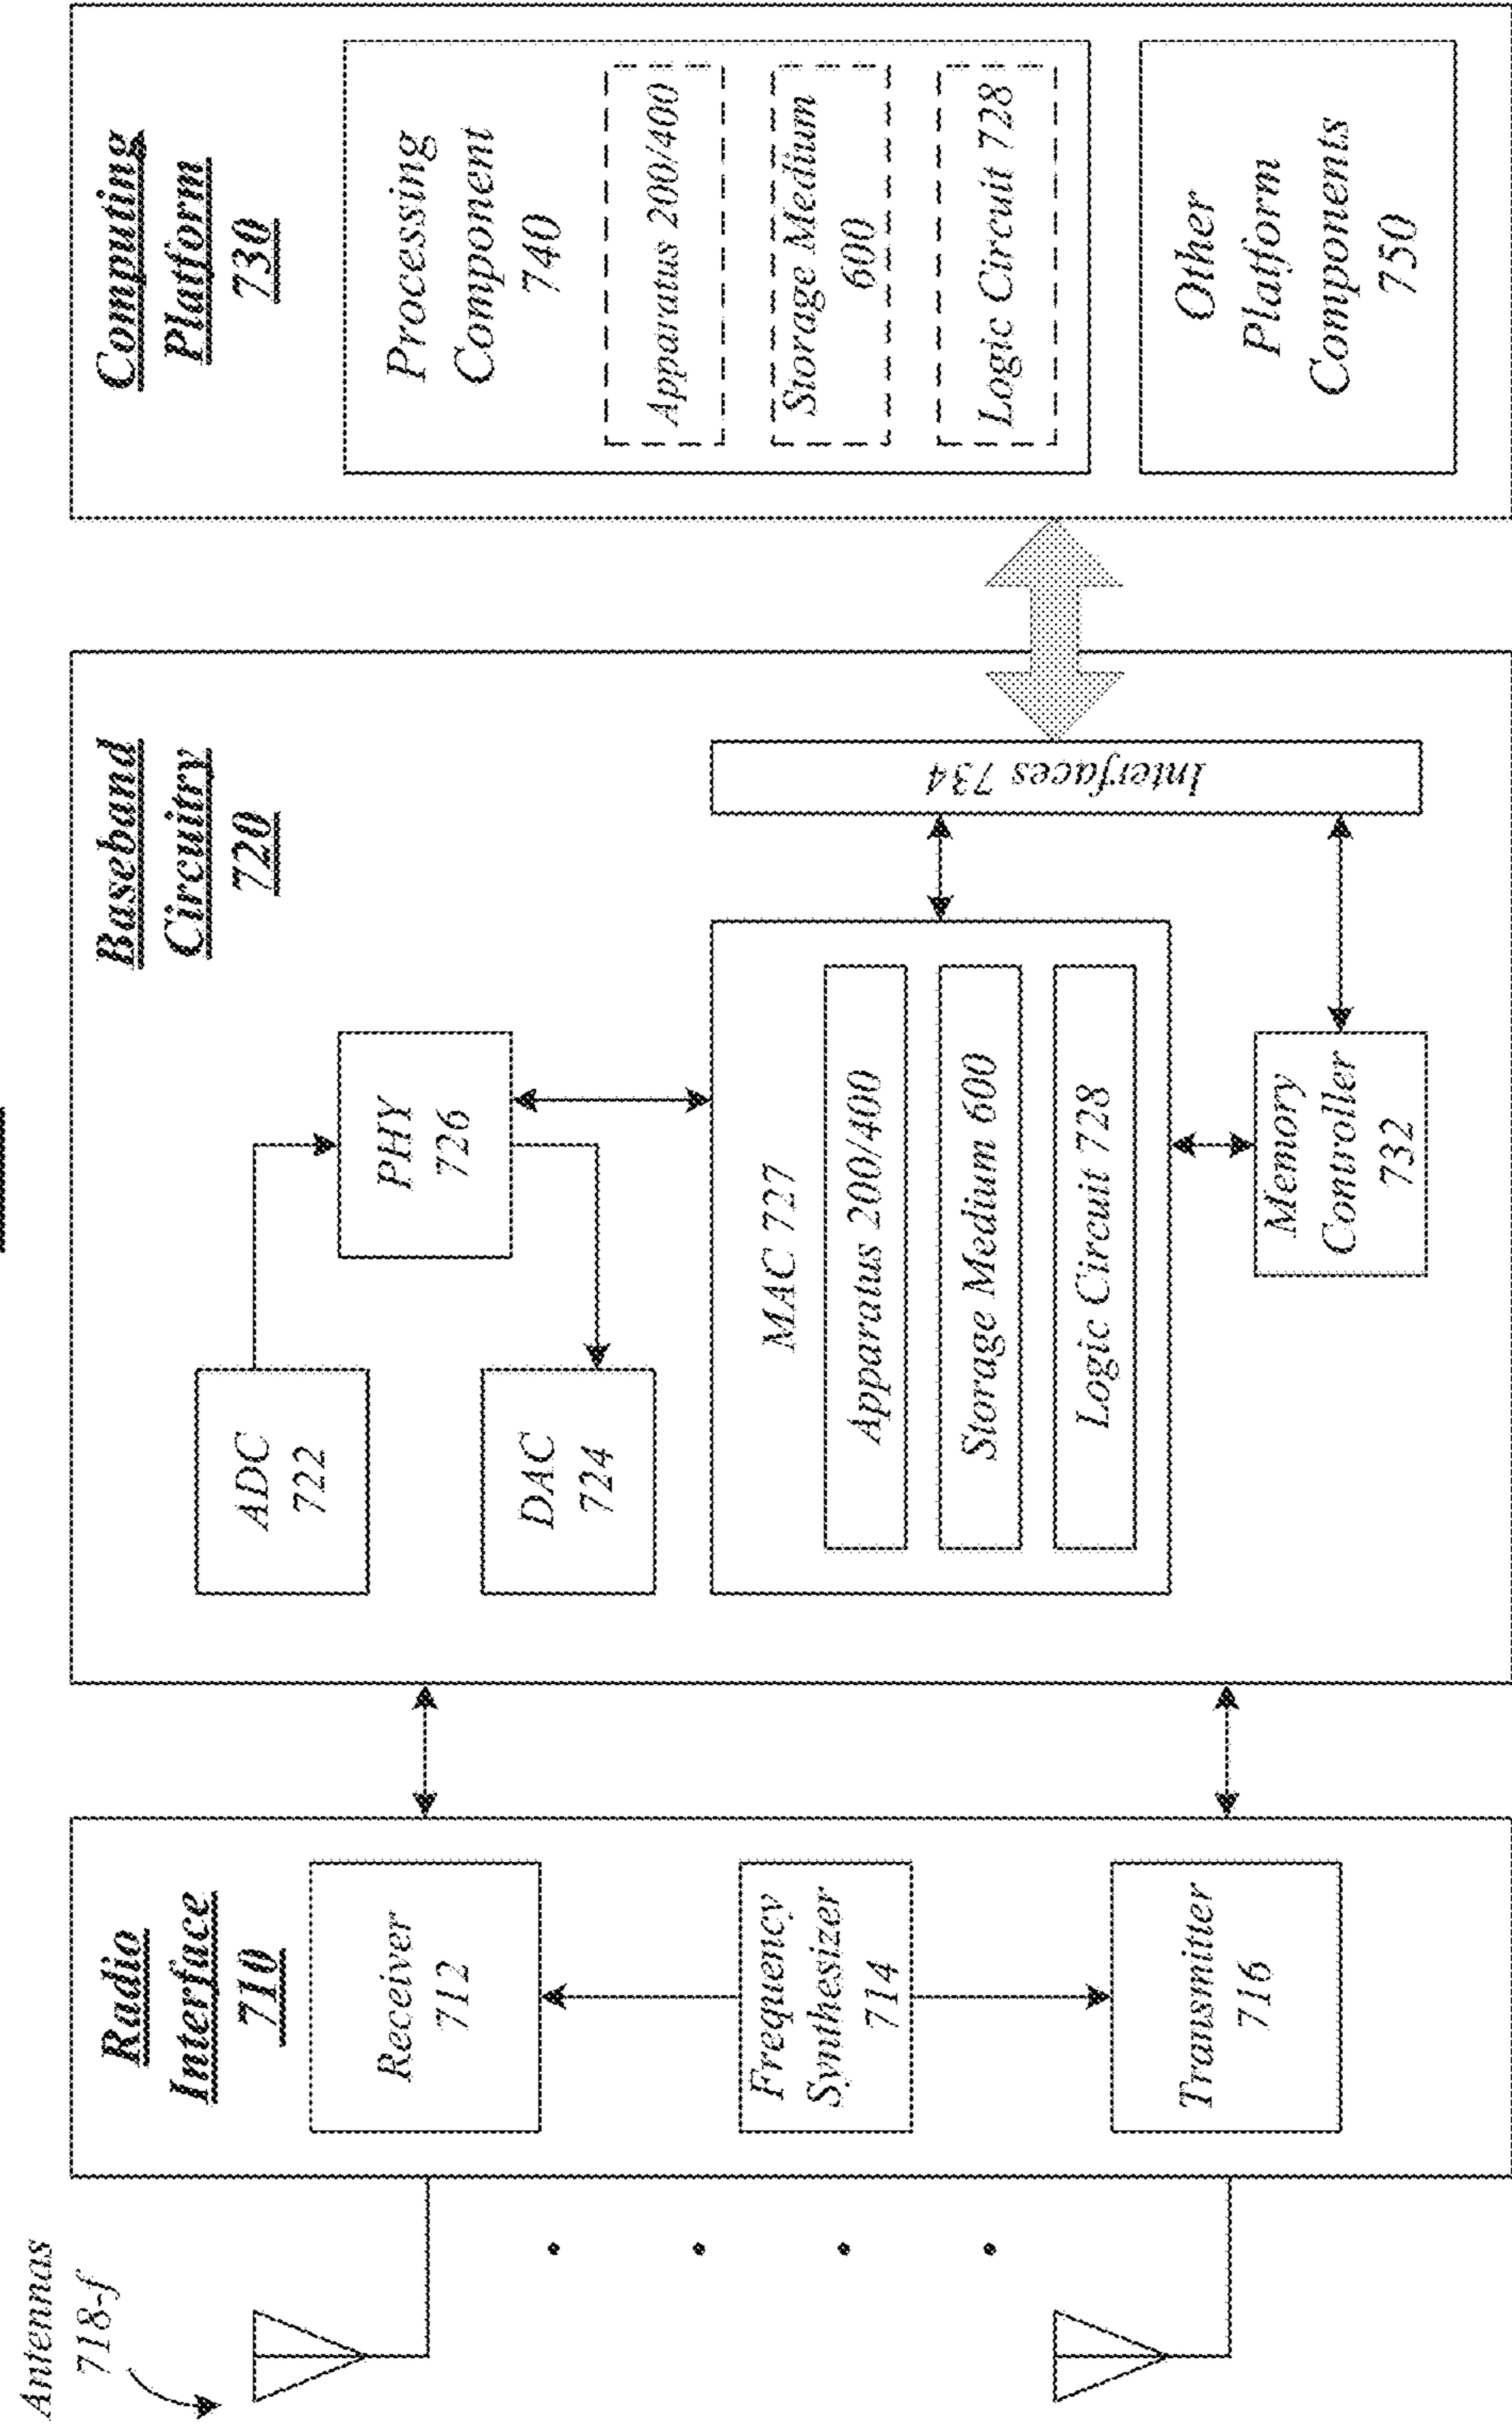 Antennas
718-f
Radio
Interface
710
Receiver
712
Frequency
Synthesizer
714
Transmitter
716
Baseband
Circuitry
720
ADC
722
DAC
724
PHY
726
MAC 727
Apparatus 200/400
Storage Medium 600
Logic Circuit 728
Memory
Controller
732
Interfaces 734
Computing
Platform
730
Processing
Component
740
Apparatus 200/400
Storage Medium
600
Logic Circuit 728
Other
Platform
Components
750